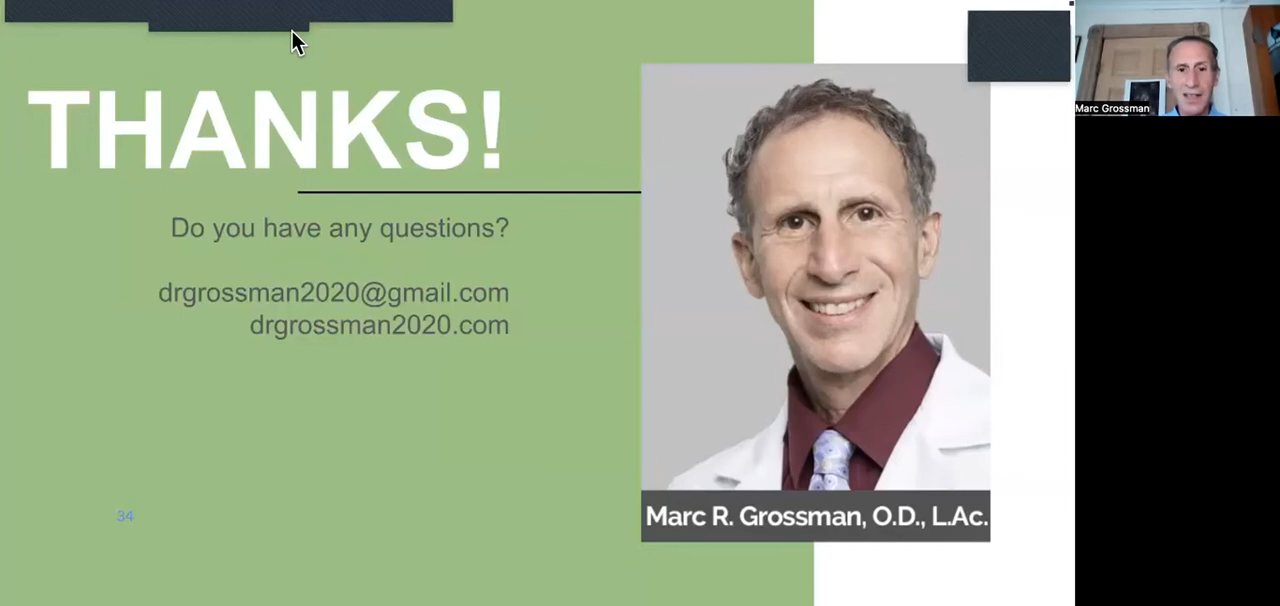 THANKS!
Do you have any questions?
drgrossman2020@gmail.com
drgrossman2020.com
34
Marc R. Grossman, O.D., L.Ac.
Marc Grossman